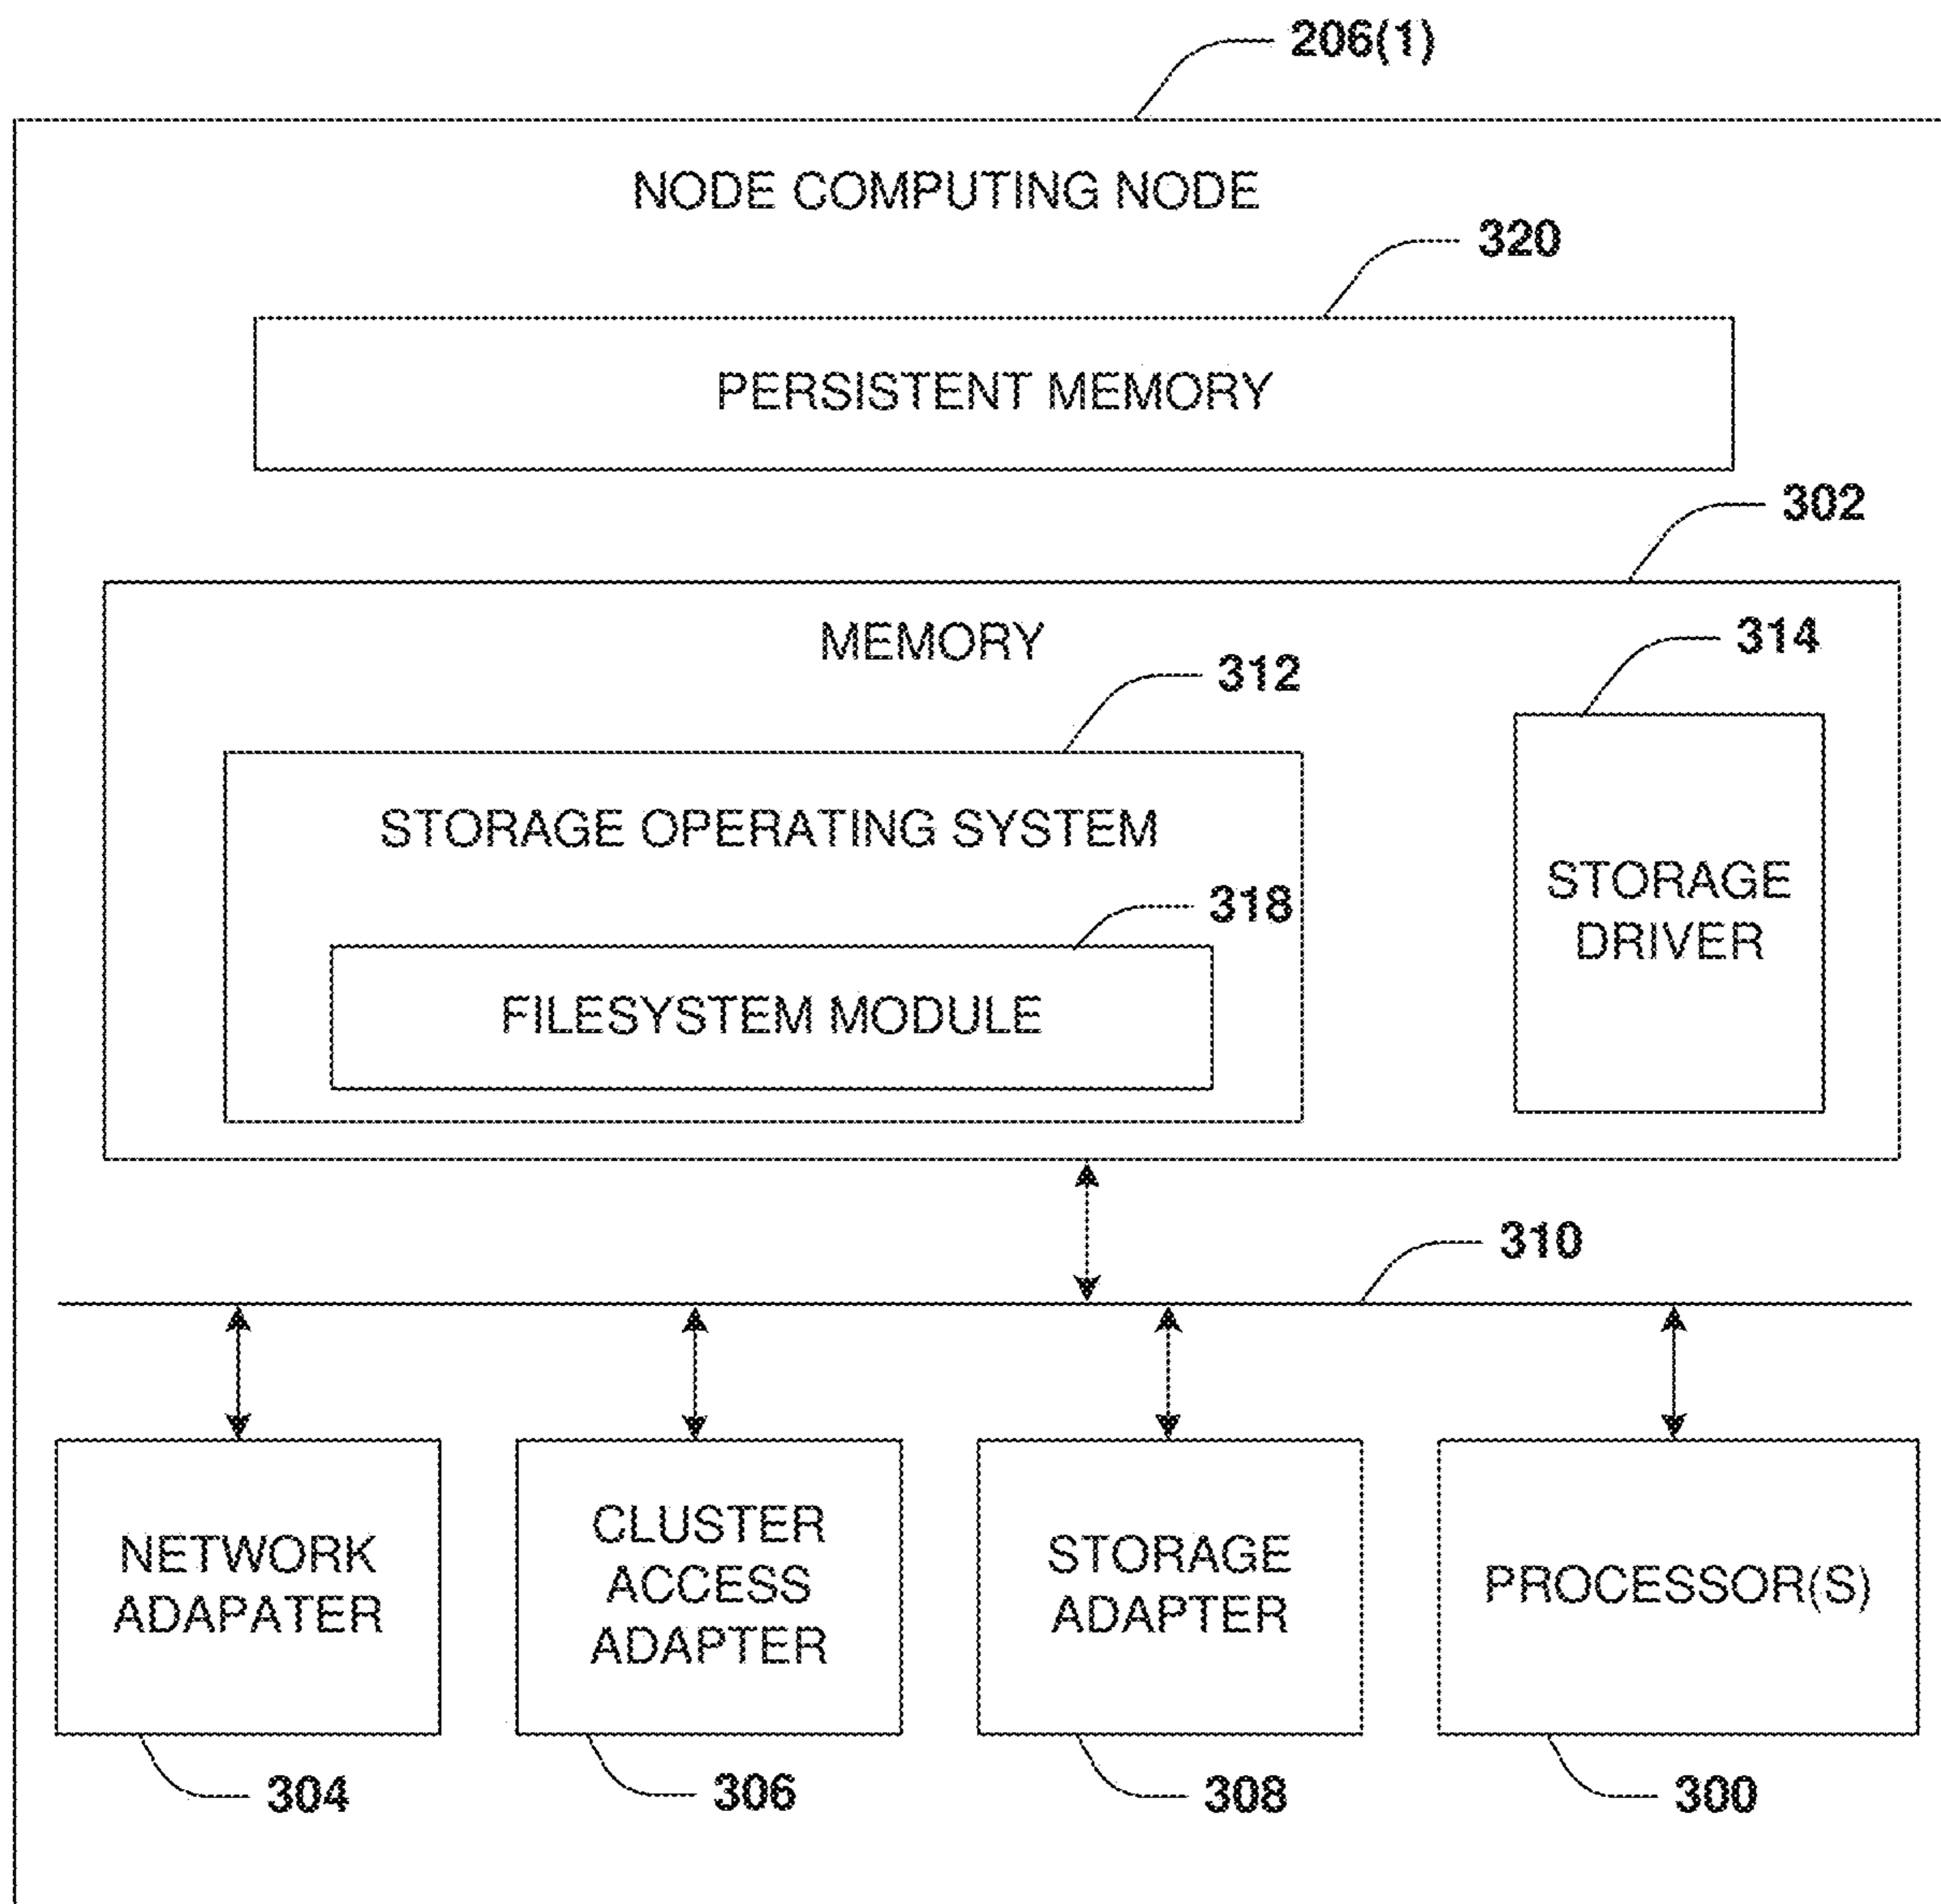 206(1)
NODE COMPUTING NODE
320
PERSISTENT MEMORY
302
MEMORY
314
312
STORAGE OPERATING SYSTEM
STORAGE
DRIVER
318
FILESYSTEM MODULE
310
NETWORK
ADAPATER
CLUSTER
ACCESS
ADAPTER
STORAGE
ADAPTER
PROCESSOR(S)
304
306
308
300